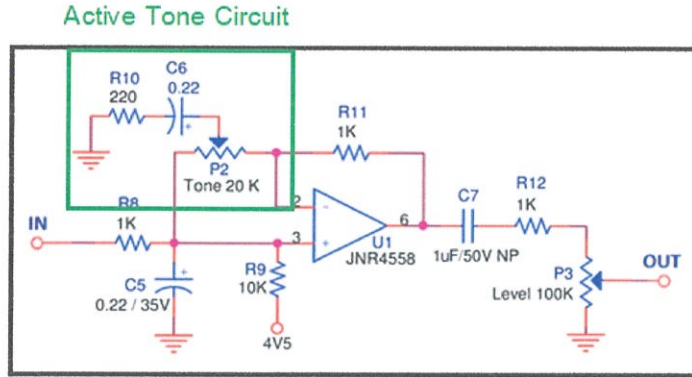 Active Tone Circuit
C6
0.22
R10
220
+
R11
1K
P2
Tone 20 K
R8
1K
IN
2
-
3
+
6
U1
JNR4558
C7
1uF/50V NP
R12
1K
P3
Level 100K
OUT
+
C5
0.22 / 35V
R9
10K
4V5